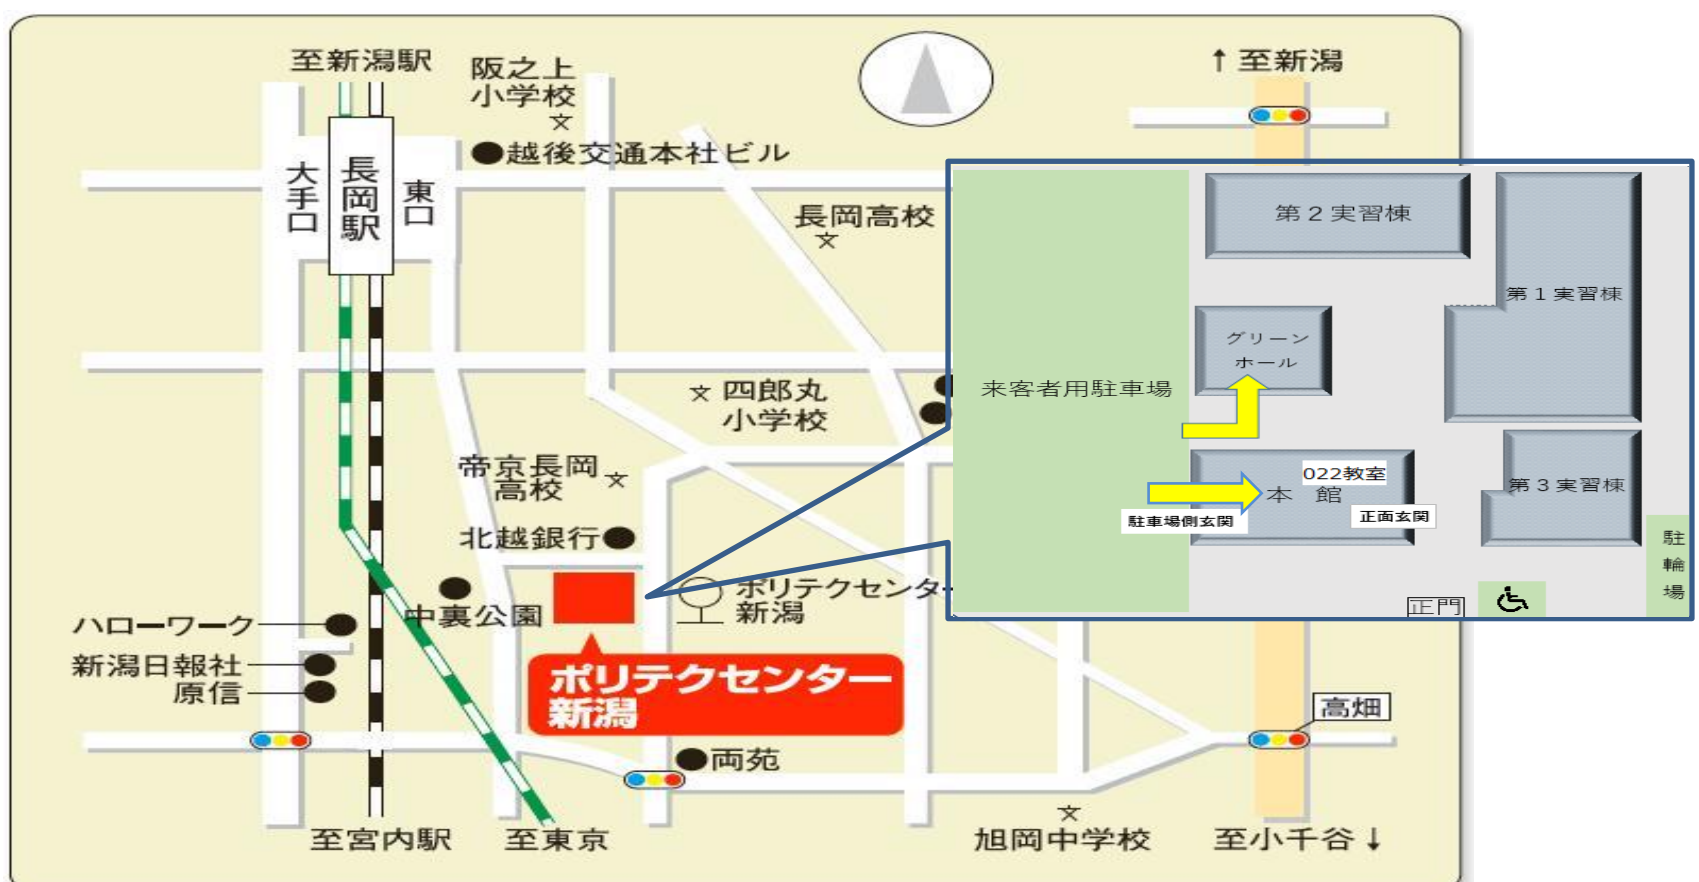 至新潟駅
阪之上
小学校
↑至新潟
●越後交通本社ビル
大手口
長岡駅
東口
長岡高校
四郎丸
小学校
帝京長岡
高校
北越銀行
中裏公園
ポリテクセンター
新潟
ハローワーク
新潟日報社
原信
ポリテクセンター
新潟
高畑
両苑
至宮内駅
至東京
旭岡中学校
至小千谷↓
第2実習棟
第1実習棟
グリーン
ホール
来客者用駐車場
022教室
本 館
駐車場側玄関
正面玄関
第3実習棟
駐輪場
正門